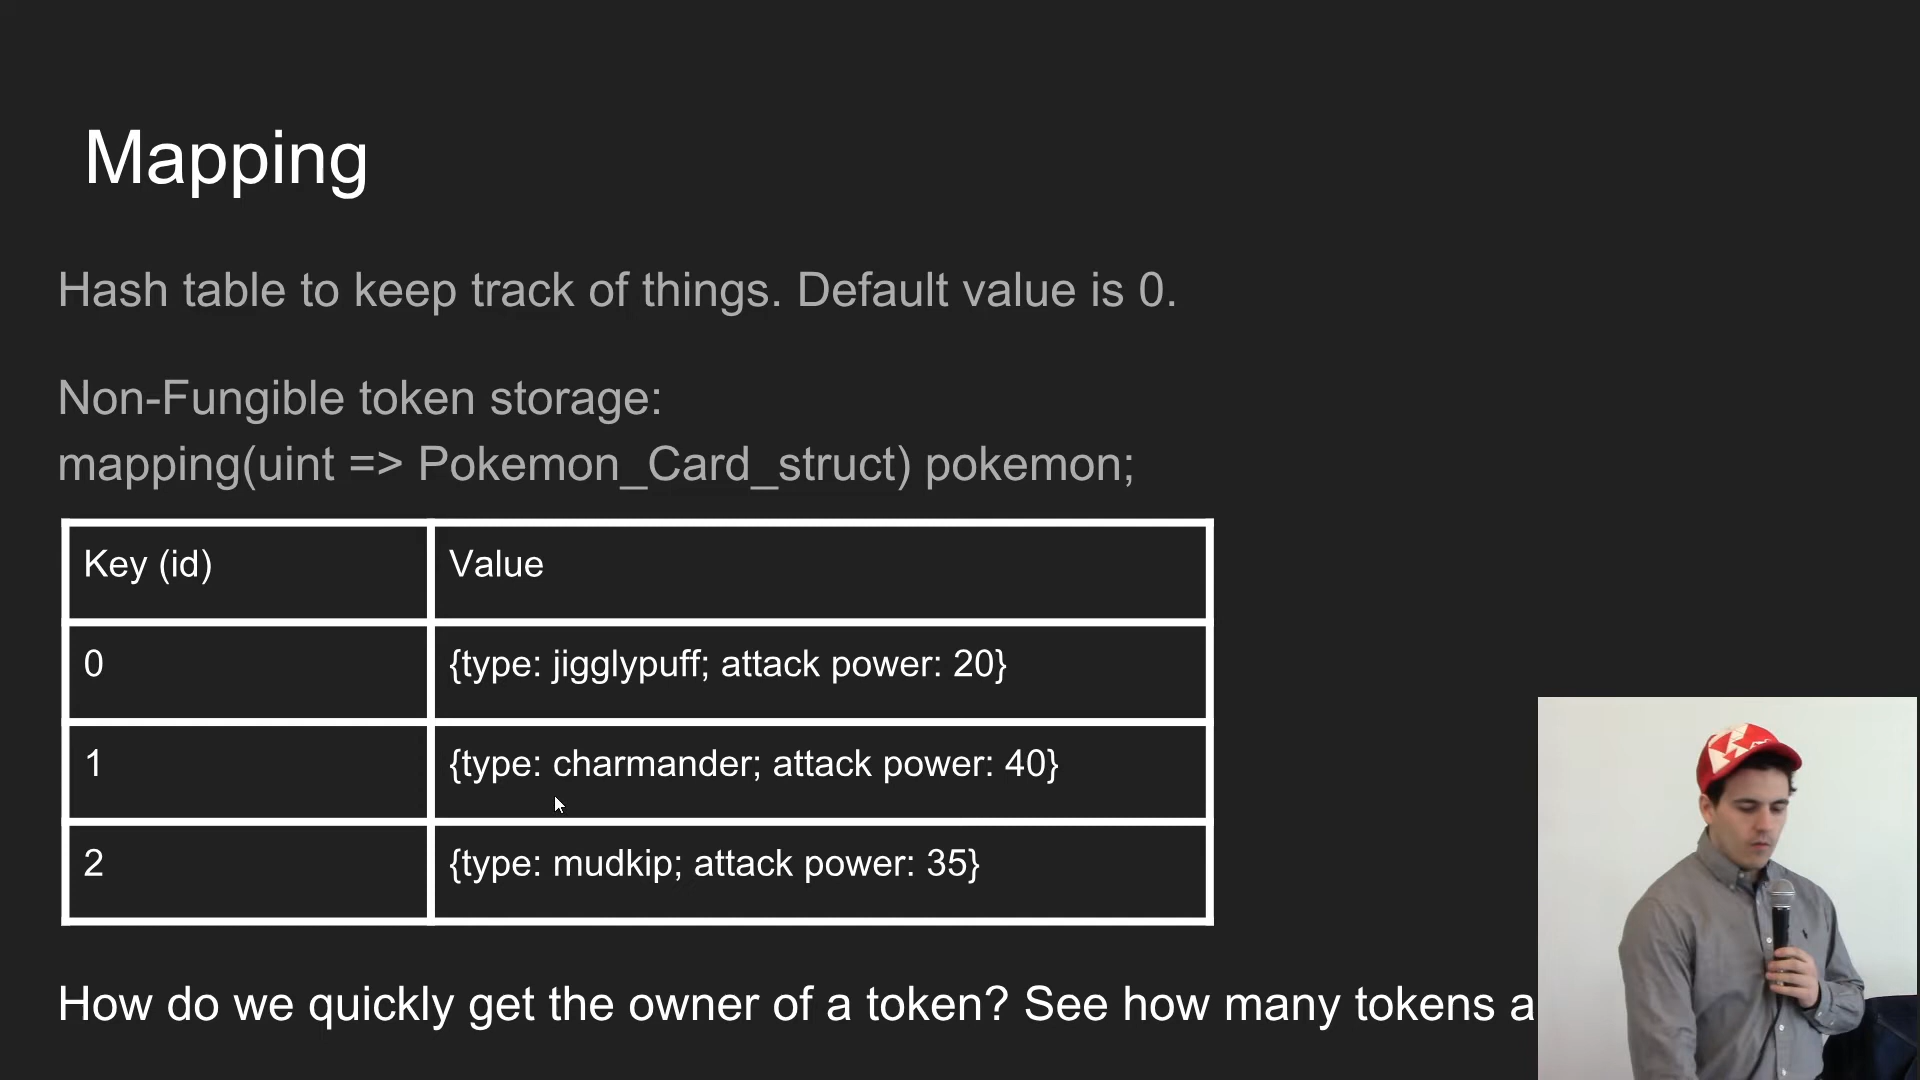 Mapping
Hash table to keep track of things. Default value is 0.
Non-Fungible token storage:
mapping(uint => Pokemon_Card_struct) pokemon;
Key (id) Value
0 {type: jigglypuff; attack power: 20}
1 {type: charmander; attack power: 40}
2 {type: mudkip; attack power: 35}
How do we quickly get the owner of a token? See how many tokens a